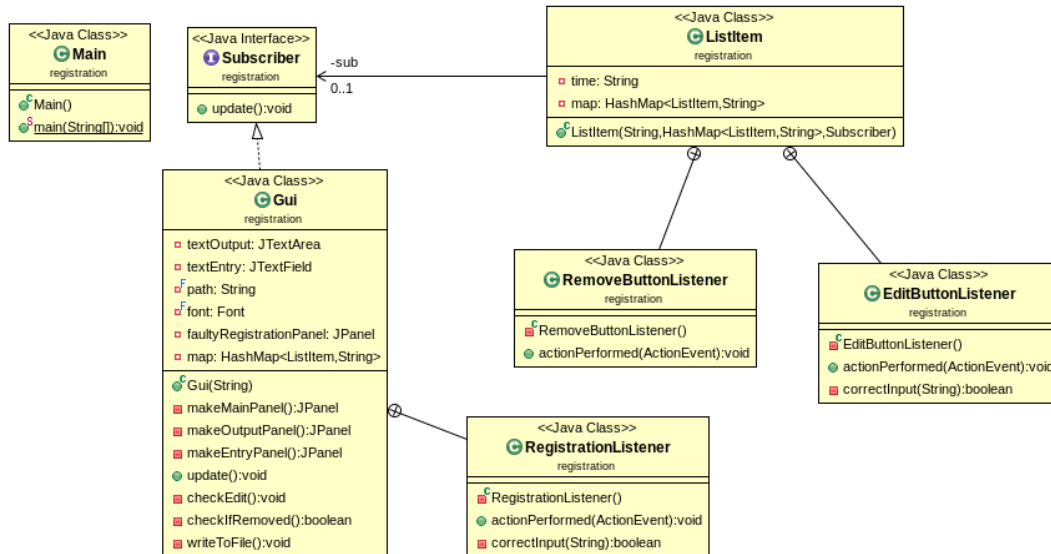 <<Java Class>>
Main
registration
Main()
main(String[]):void
<<Java Interface>>
Subscriber
registration
update():void
-sub
0..1
<<Java Class>>
ListItem
registration
time: String
map: HashMap<ListItem,String>
ListItem(String,HashMap<ListItem,String>,Subscriber)
<<Java Class>>
Gui
registration
textOutput: JTextArea
textEntry: JTextField
path: String
font: Font
faultyRegistrationPanel: JPanel
map: HashMap<ListItem,String>
Gui(String)
makeMainPanel():JPanel
makeOutputPanel():JPanel
makeEntryPanel():JPanel
update():void
checkEdit():void
checkIfRemoved():boolean
writeToFile():void
<<Java Class>>
RemoveButtonListener
registration
RemoveButtonListener()
actionPerformed(ActionEvent):void
<<Java Class>>
EditButtonListener
registration
EditButtonListener()
actionPerformed(ActionEvent):void
correctInput(String):boolean
<<Java Class>>
RegistrationListener
registration
RegistrationListener()
actionPerformed(ActionEvent):void
correctInput(String):boolean